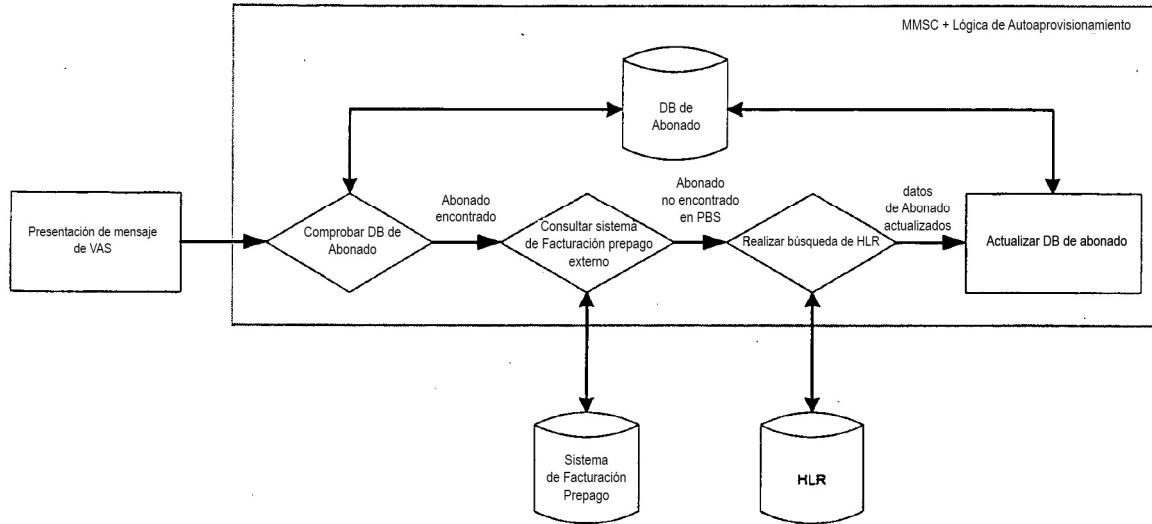 MMSC + Lógica de Autoaprovisionamiento
DB de
Abonado
Presentación de mensaje
de VAS
Comprobar DB de
Abonado
Abonado
encontrado
Consultar sistema
de Facturación prepago
externo
Abonado
no encontrado
en PBS
Realizar búsqueda de HLR
datos
de Abonado
actualizados
Actualizar DB de abonado
Sistema
de Facturación
Prepago
HLR